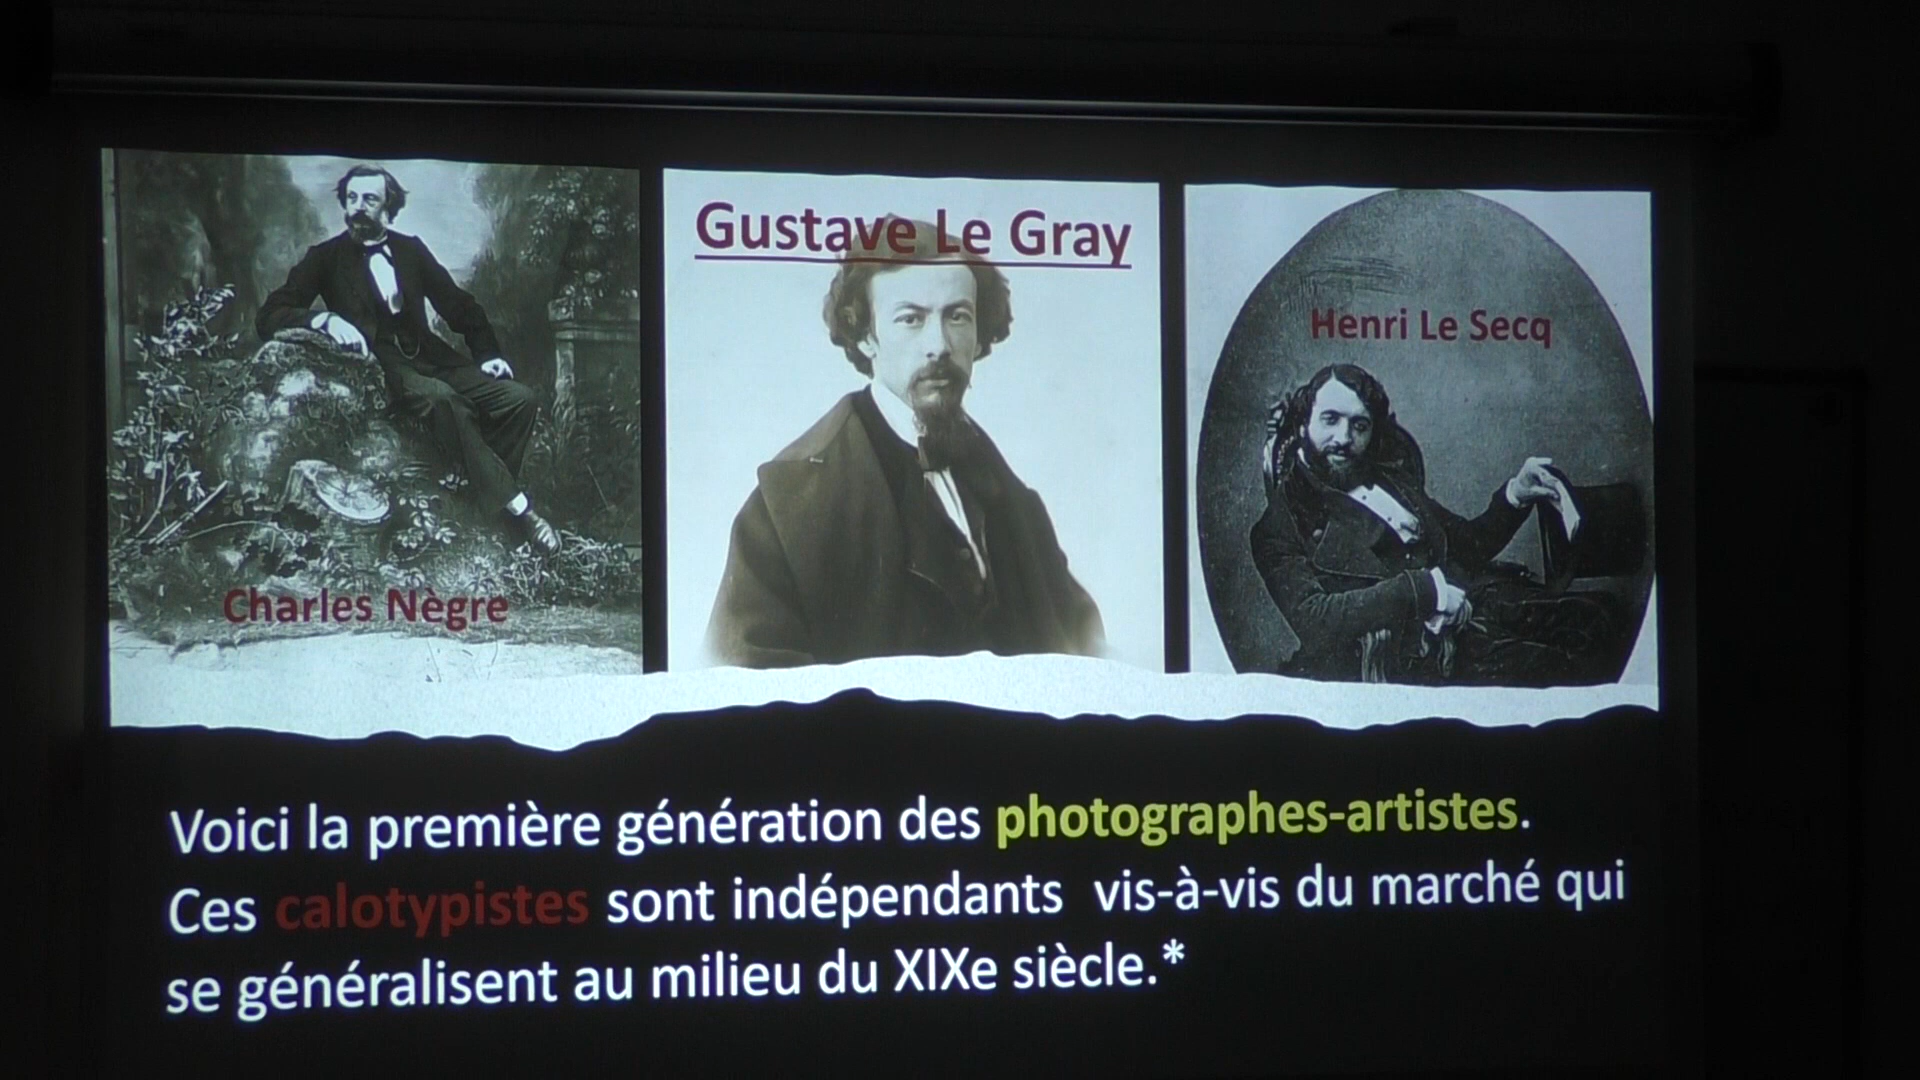 Gustave Le Gray
Henri Le Secq
Charles Nègre
Voici la première génération des photographes-artistes.
Ces calotypistes sont indépendants vis-à-vis du marché qui
se généralisent au milieu du XIXe siècle.*